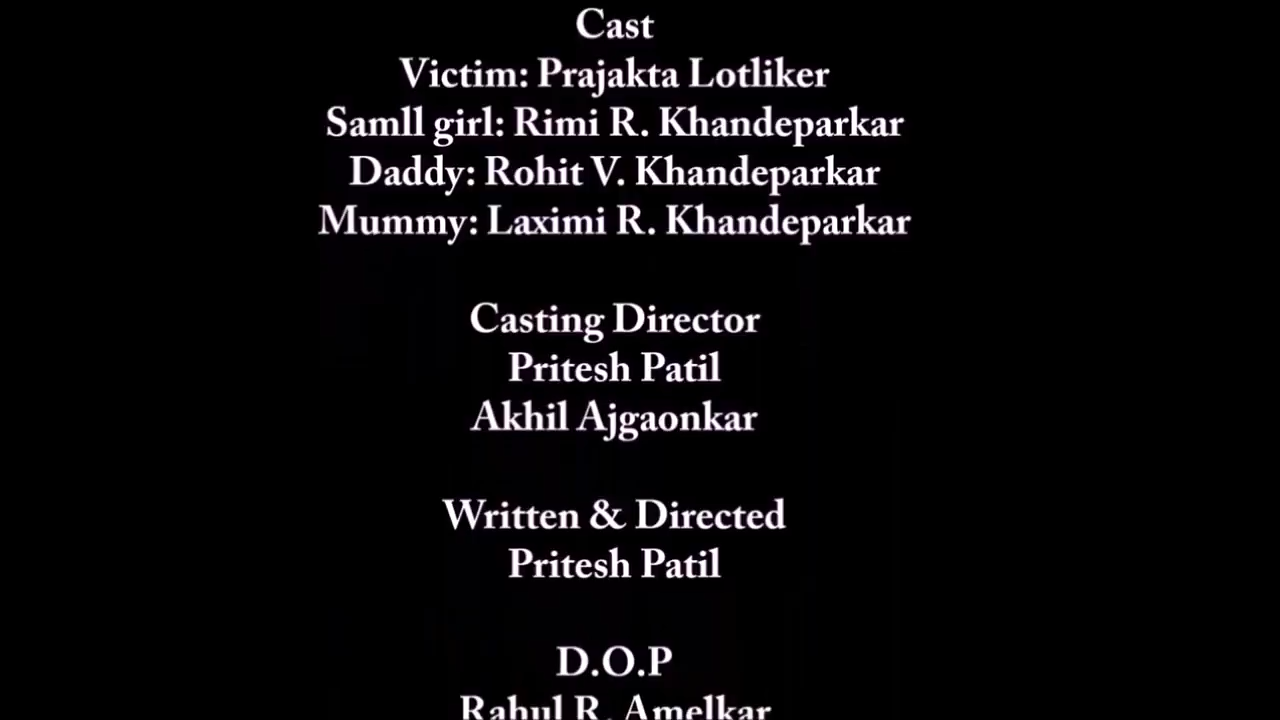 Cast
Victim: Prajakta Lotliker
Samll girl: Rimi R. Khandeparkar
Daddy: Rohit V. Khandeparkar
Mummy: Laximi R. Khandeparkar
Casting Director
Pritesh Patil
Akhil Ajgaonkar
Written & Directed
Pritesh Patil
D.O.P
Rahul R. Amelkar